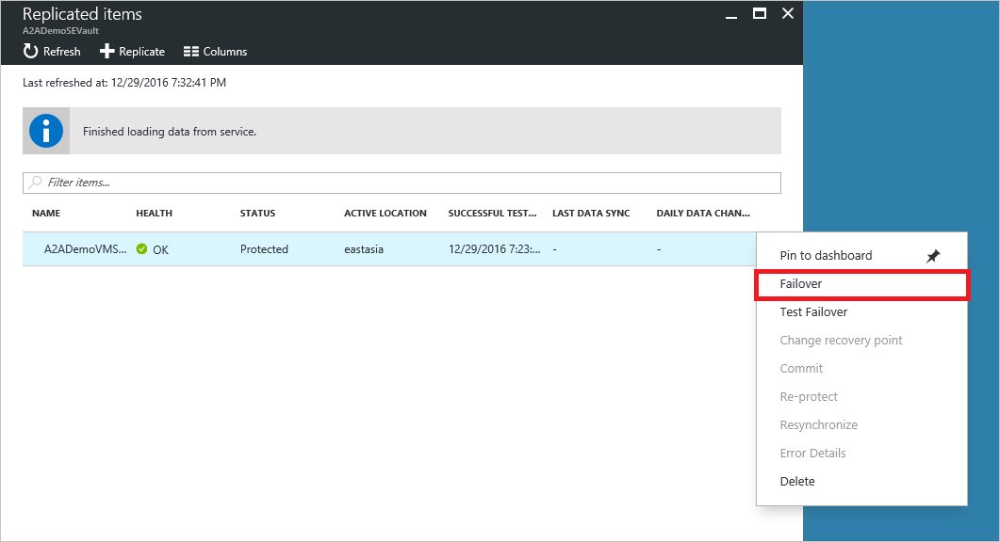 Replicated items
A2ADemoSEVault
Refresh Replicate Columns
Last refreshed at: 12/29/2016 7:32:41 PM
Finished loading data from service.
Filter items...
NAME HEALTH STATUS ACTIVE LOCATION SUCCESSFUL TEST... LAST DATA SYNC DAILY DATA CHAN...
A2ADemoVMS... OK Protected eastasia 12/29/2016 7:23:... - -
Pin to dashboard
Failover
Test Failover
Change recovery point
Commit
Re-protect
Resynchronize
Error Details
Delete